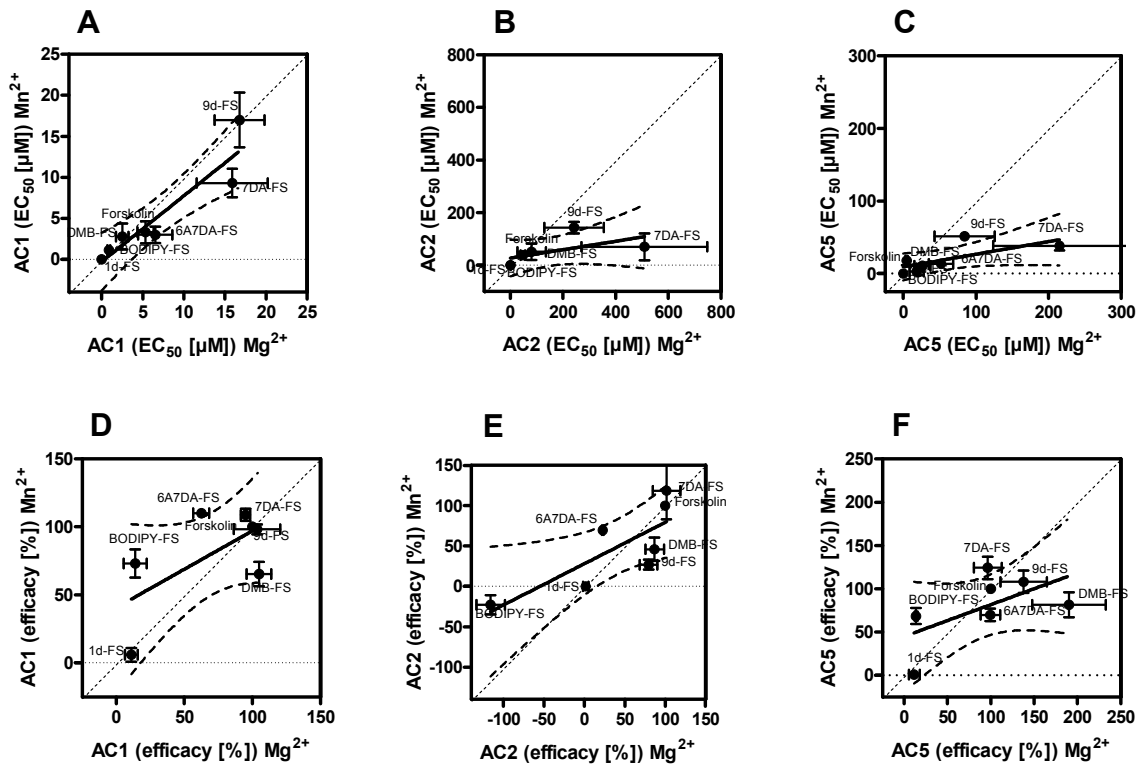 A
B
C
AC1 (EC50 [µM]) Mn2+
25
20
15
10
5
0
9d-FS
7DA-FS
Forskolin
DMB-FS
6A7DA-FS
BODIPY-FS
1d-FS
0 5 10 15 20 25
AC1 (EC50 [µM]) Mg2+
AC2 (EC50 [µM]) Mn2+
800
600
400
200
0
9d-FS
7DA-FS
Forskolin
DMB-FS
1d-FS
BODIPY-FS
0 200 400 600 800
AC2 (EC50 [µM]) Mg2+
AC5 (EC50 [µM]) Mn2+
300
200
100
0
9d-FS
7DA-FS
DMB-FS
Forskolin
6A7DA-FS
BODIPY-FS
0 100 200 300
AC5 (EC50 [µM]) Mg2+
D
E
F
AC1 (efficacy [%]) Mn2+
150
100
50
0
6A7DA-FS
7DA-FS
Forskolin
9d-FS
BODIPY-FS
DMB-FS
1d-FS
0 50 100 150
AC1 (efficacy [%]) Mg2+
AC2 (efficacy [%]) Mn2+
150
100
50
0
-50
-100
7DA-FS
Forskolin
6A7DA-FS
DMB-FS
9d-FS
1d-FS
BODIPY-FS
-100 -50 0 50 100 150
AC2 (efficacy [%]) Mg2+
AC5 (efficacy [%]) Mn2+
250
200
150
100
50
0
7DA-FS
9d-FS
Forskolin
DMB-FS
BODIPY-FS
6A7DA-FS
1d-FS
0 50 100 150 200 250
AC5 (efficacy [%]) Mg2+